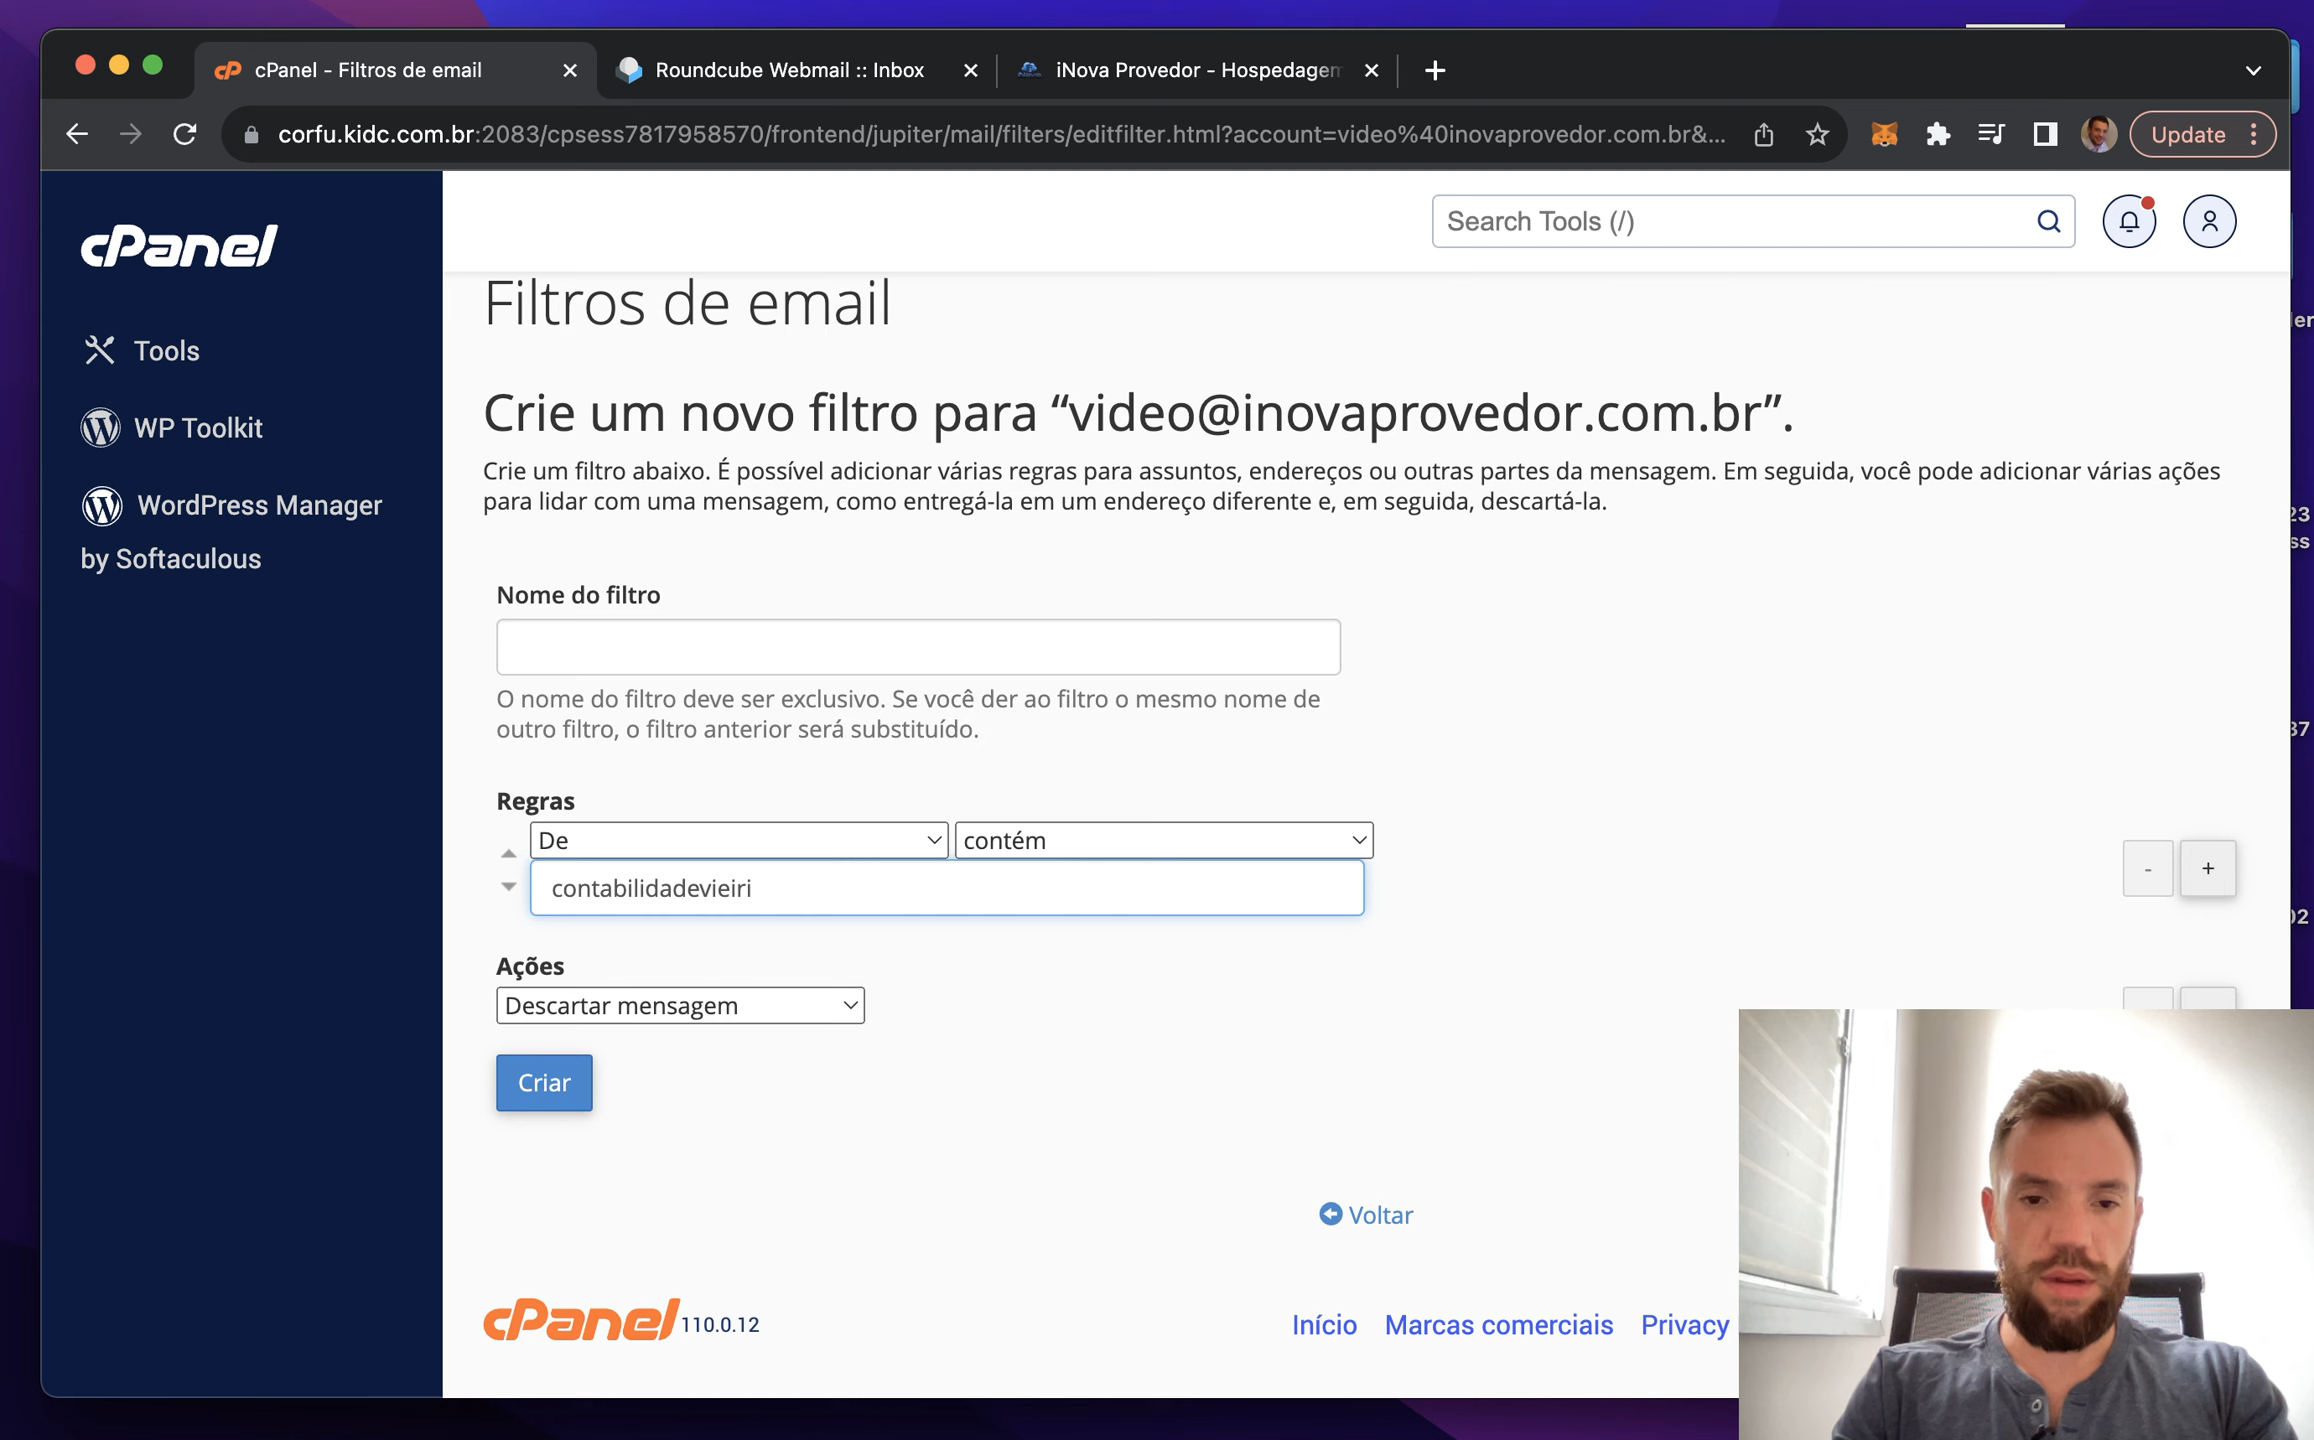 cPanel - Filtros de email
Roundcube Webmail :: Inbox
iNova Provedor - Hospedagem
corfu.kidc.com.br:2083/cpsess7817958570/frontend/jupiter/mail/filters/editfilter.html?account=video%40inovaprovedor.com.br&...
Update
cPanel
Search Tools (/)
Tools
WP Toolkit
WordPress Manager
by Softaculous
Filtros de email
Crie um novo filtro para “video@inovaprovedor.com.br”.
Crie um filtro abaixo. É possível adicionar várias regras para assuntos, endereços ou outras partes da mensagem. Em seguida, você pode adicionar várias ações
para lidar com uma mensagem, como entregá-la em um endereço diferente e, em seguida, descartá-la.
Nome do filtro
O nome do filtro deve ser exclusivo. Se você der ao filtro o mesmo nome de
outro filtro, o filtro anterior será substituído.
Regras
De
contém
contabilidadevieiri
-
+
Ações
Descartar mensagem
Criar
Voltar
cPanel 110.0.12
Início
Marcas comerciais
Privacy